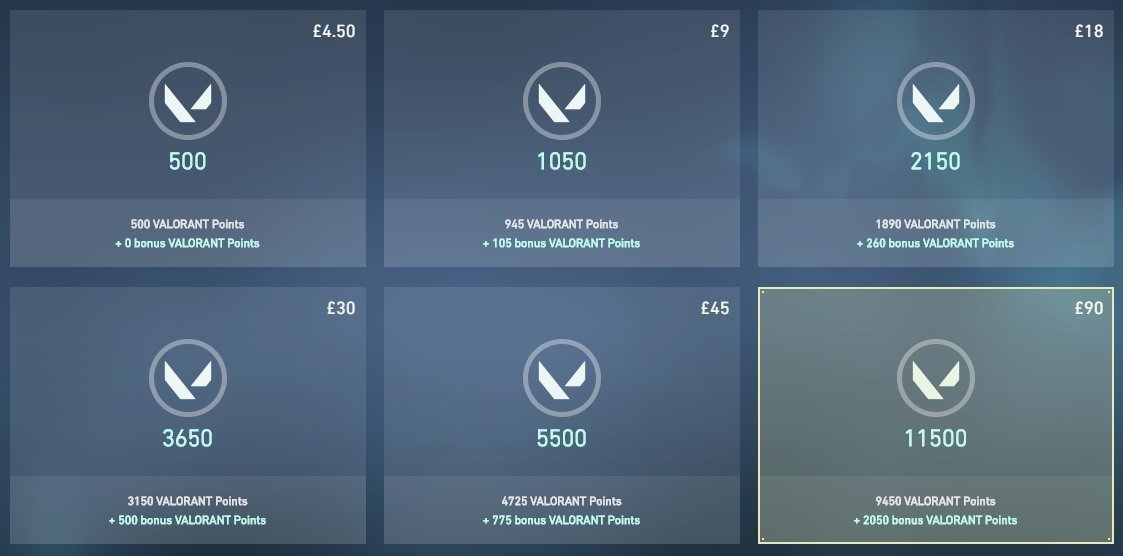 £4.50
500
500 VALORANT Points
+ 0 bonus VALORANT Points
£9
1050
945 VALORANT Points
+ 105 bonus VALORANT Points
£18
2150
1890 VALORANT Points
+ 260 bonus VALORANT Points
£30
3650
3150 VALORANT Points
+ 500 bonus VALORANT Points
£45
5500
4725 VALORANT Points
+ 775 bonus VALORANT Points
£90
11500
9450 VALORANT Points
+ 2050 bonus VALORANT Points